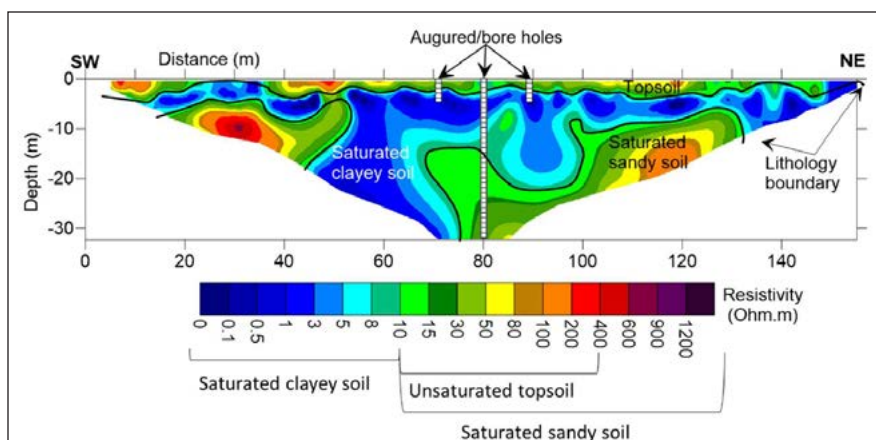 Augured/bore holes
SW
Distance (m)
NE
0
Topsoil
-10
-20
-30
Depth (m)
Saturated
clayey soil
Saturated
sandy soil
Lithology
boundary
0 20 40 60 80 100 120 140
0 0.1 0.5 1 3 5 8 10 15 30 50 80 100 200 400 600 900 1200
Resistivity
(Ohm.m)
Saturated clayey soil
Unsaturated topsoil
Saturated sandy soil